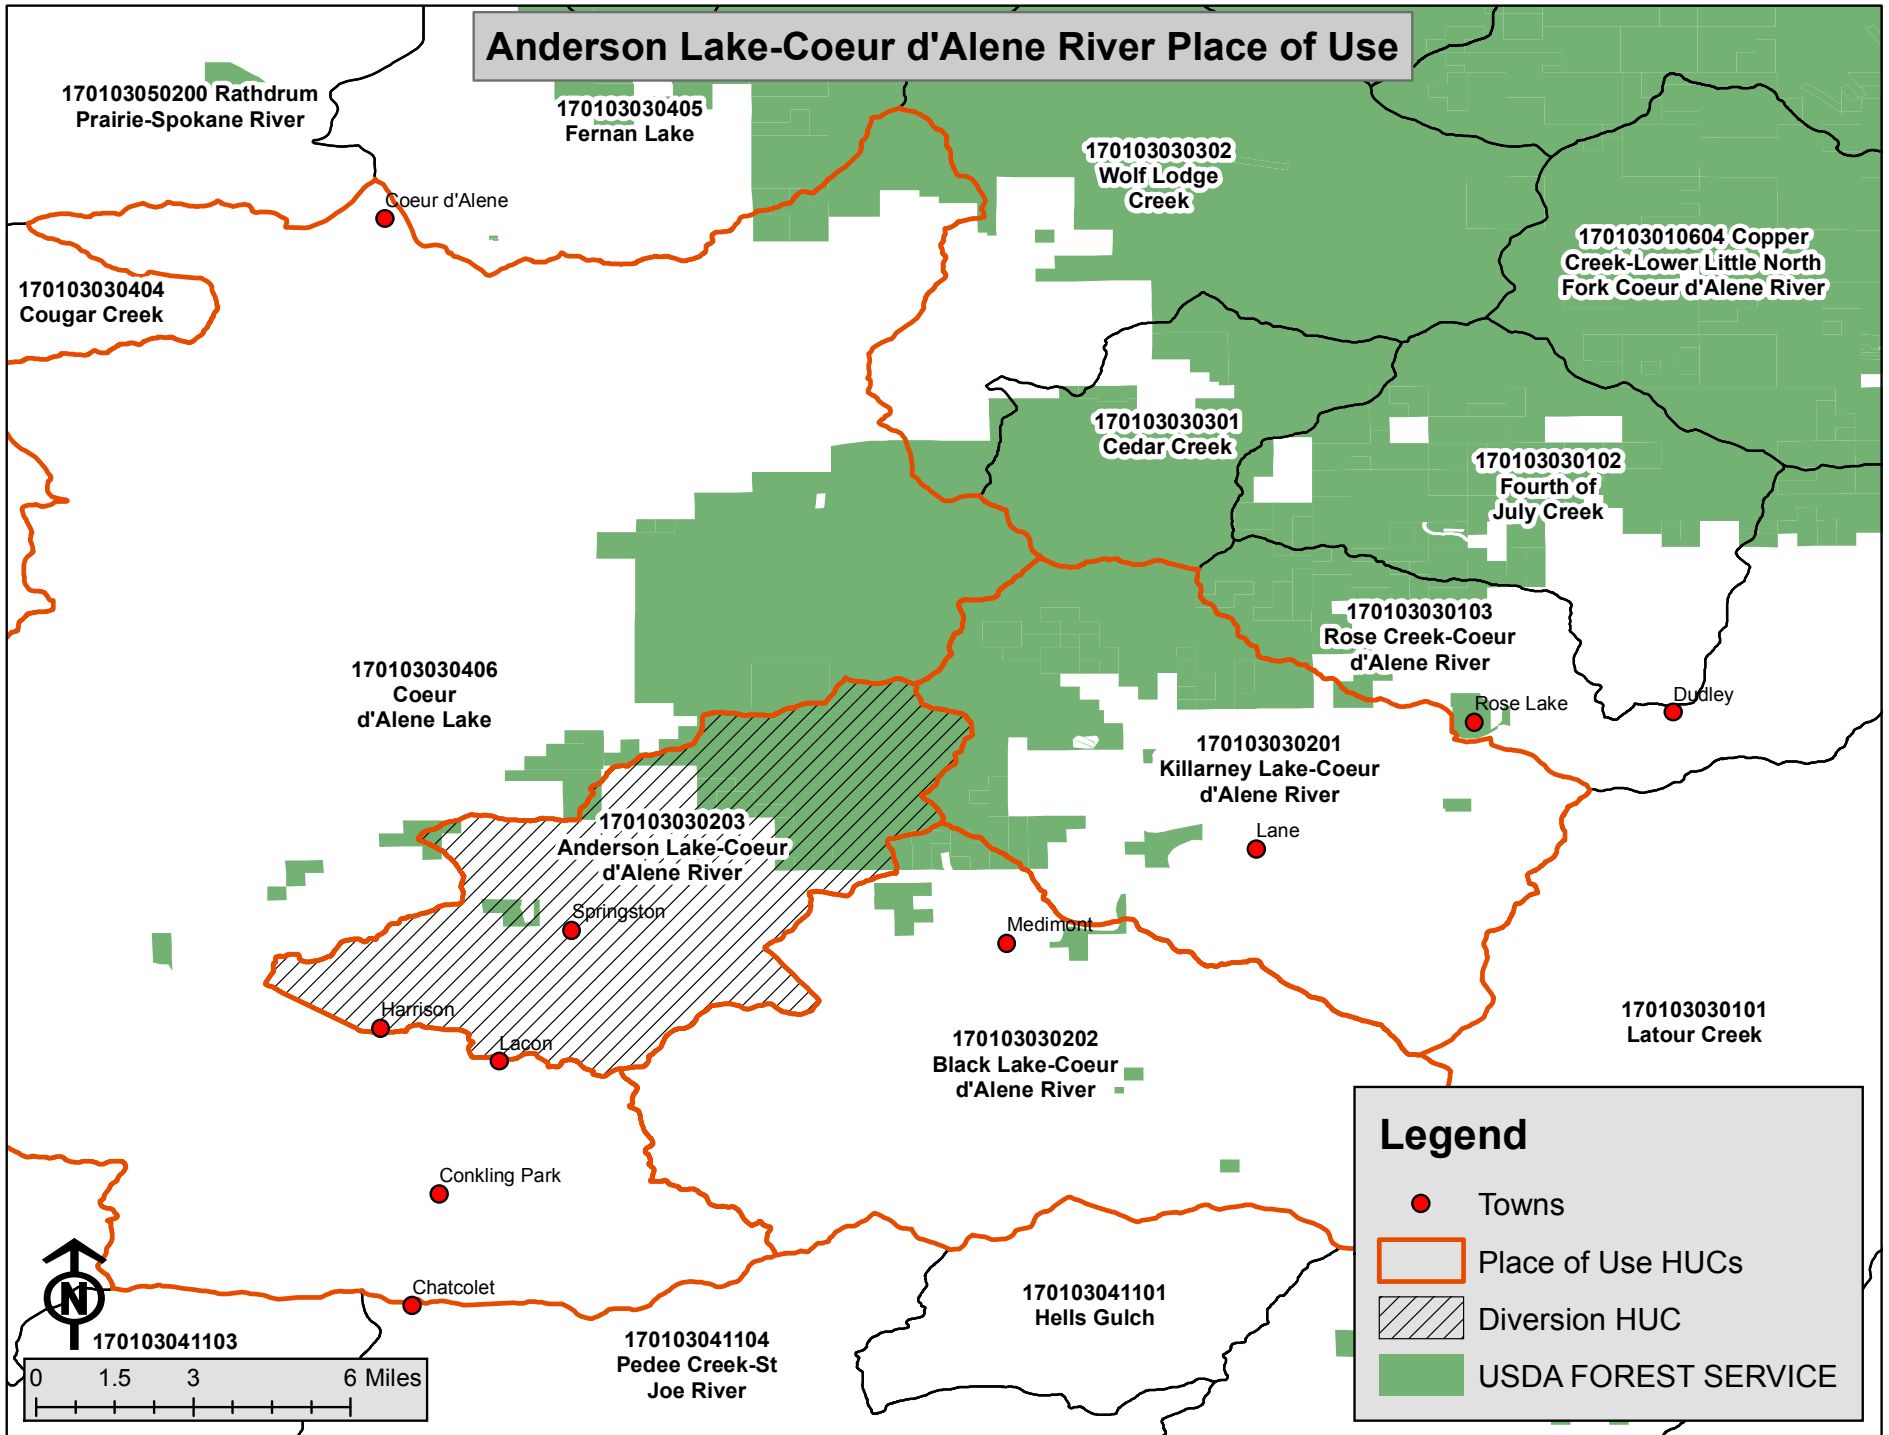 Anderson Lake-Coeur d'Alene River Place of Use
170103050200 Rathdrum
Prairie-Spokane River
170103030405
Fernan Lake
170103030302
Wolf Lodge
Creek
170103010604 Copper
Creek-Lower Little North
Fork Coeur d'Alene River
Coeur d'Alene
170103030404
Cougar Creek
170103030301
Cedar Creek
170103030102
Fourth of
July Creek
170103030103
Rose Creek-Coeur
d'Alene River
170103030406
Coeur
d'Alene Lake
Rose Lake
Dudley
170103030201
Killarney Lake-Coeur
d'Alene River
170103030203
Anderson Lake-Coeur
d'Alene River
Lane
Springston
Medimont
Harrison
Lacon
170103030202
Black Lake-Coeur
d'Alene River
170103030101
Latour Creek
Conkling Park
Chatcolet
170103041101
Hells Gulch
170103041103
170103041104
Pedee Creek-St
Joe River
N
0 1.5 3 6 Miles
Legend
Towns
Place of Use HUCs
Diversion HUC
USDA FOREST SERVICE